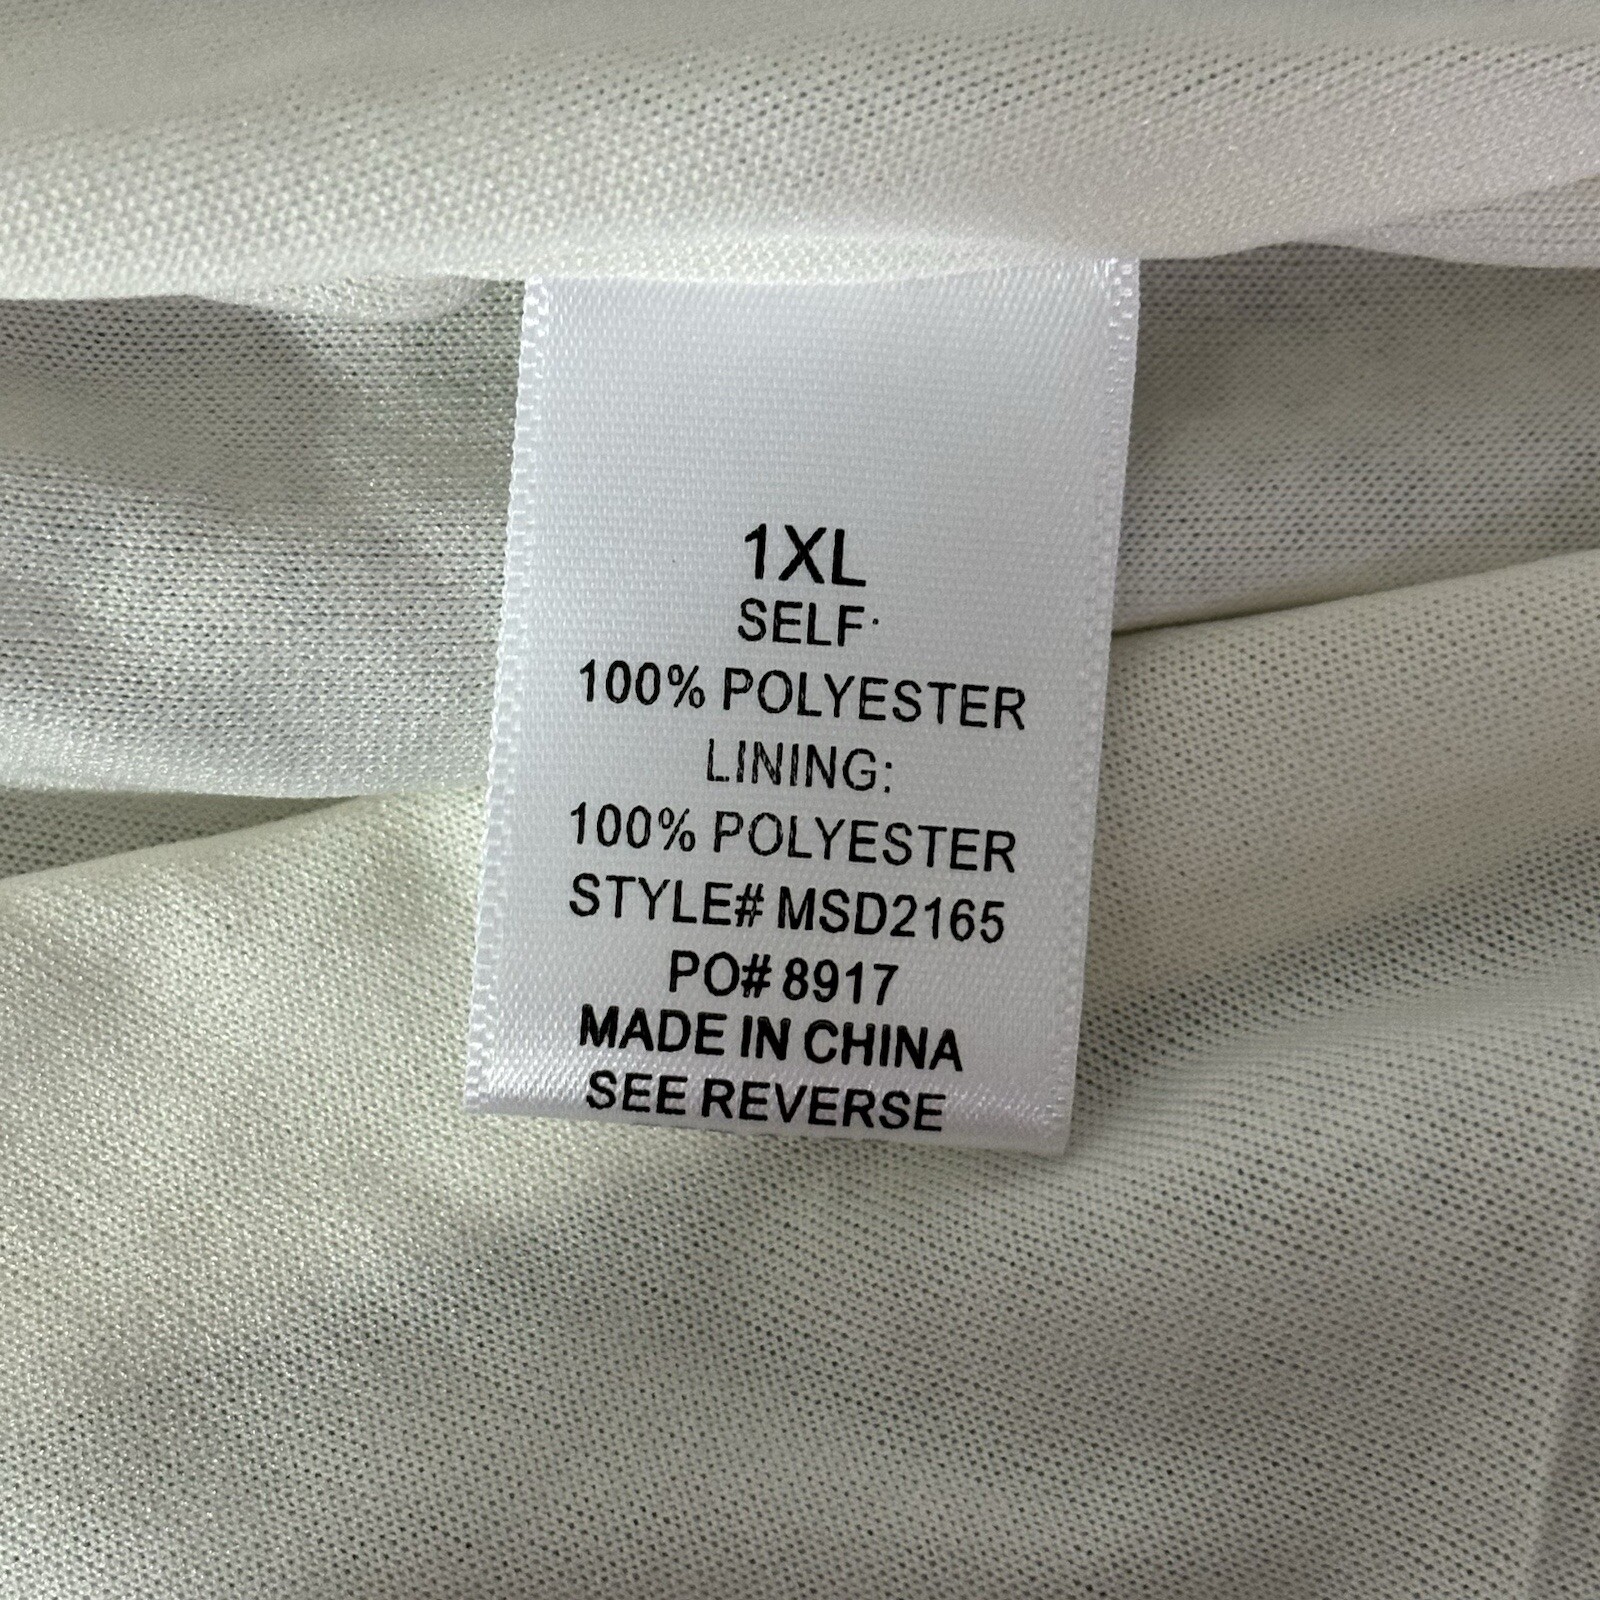 1XL
SELF:
100% POLYESTER
LINING:
100% POLYESTER
STYLE# MSD2165
PO# 8917
MADE IN CHINA
SEE REVERSE